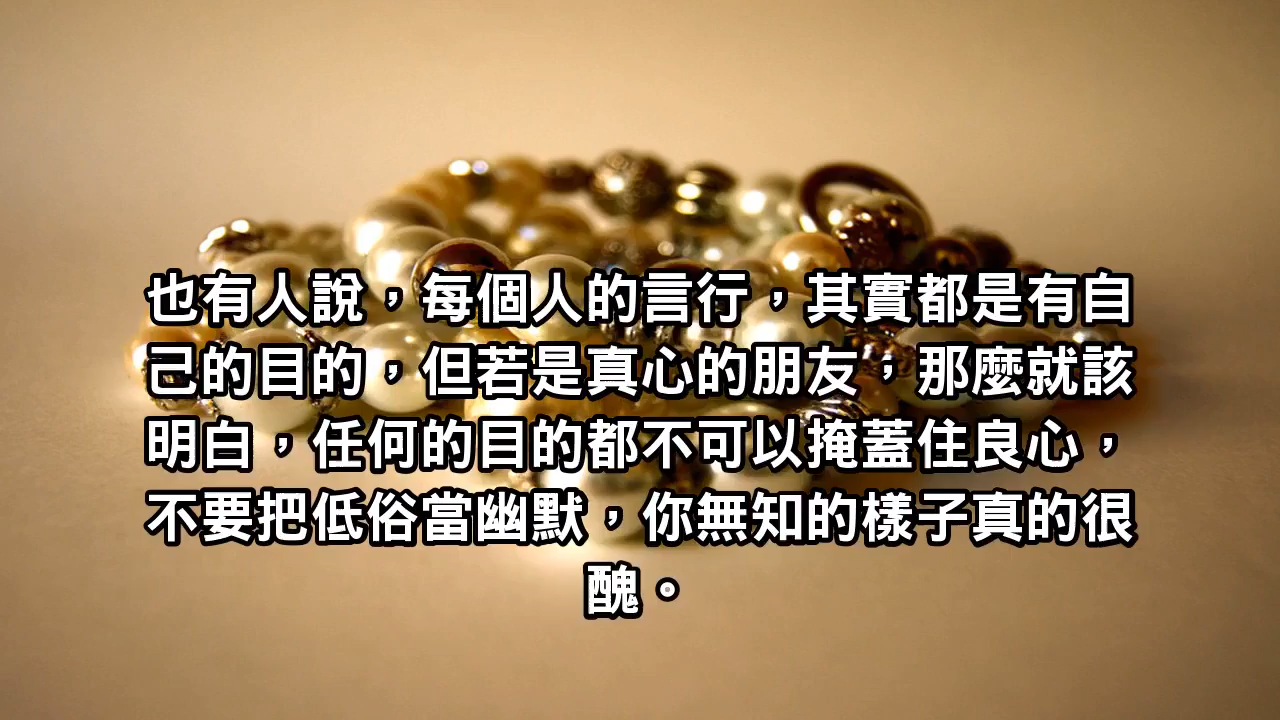 也有人說，每個人的言行，其實都是有自
己的目的，但若是真心的朋友，那麼就該
明白，任何的目的都不可以掩蓋住良心，
不要把低俗當幽默，你無知的樣子真的很
醜。